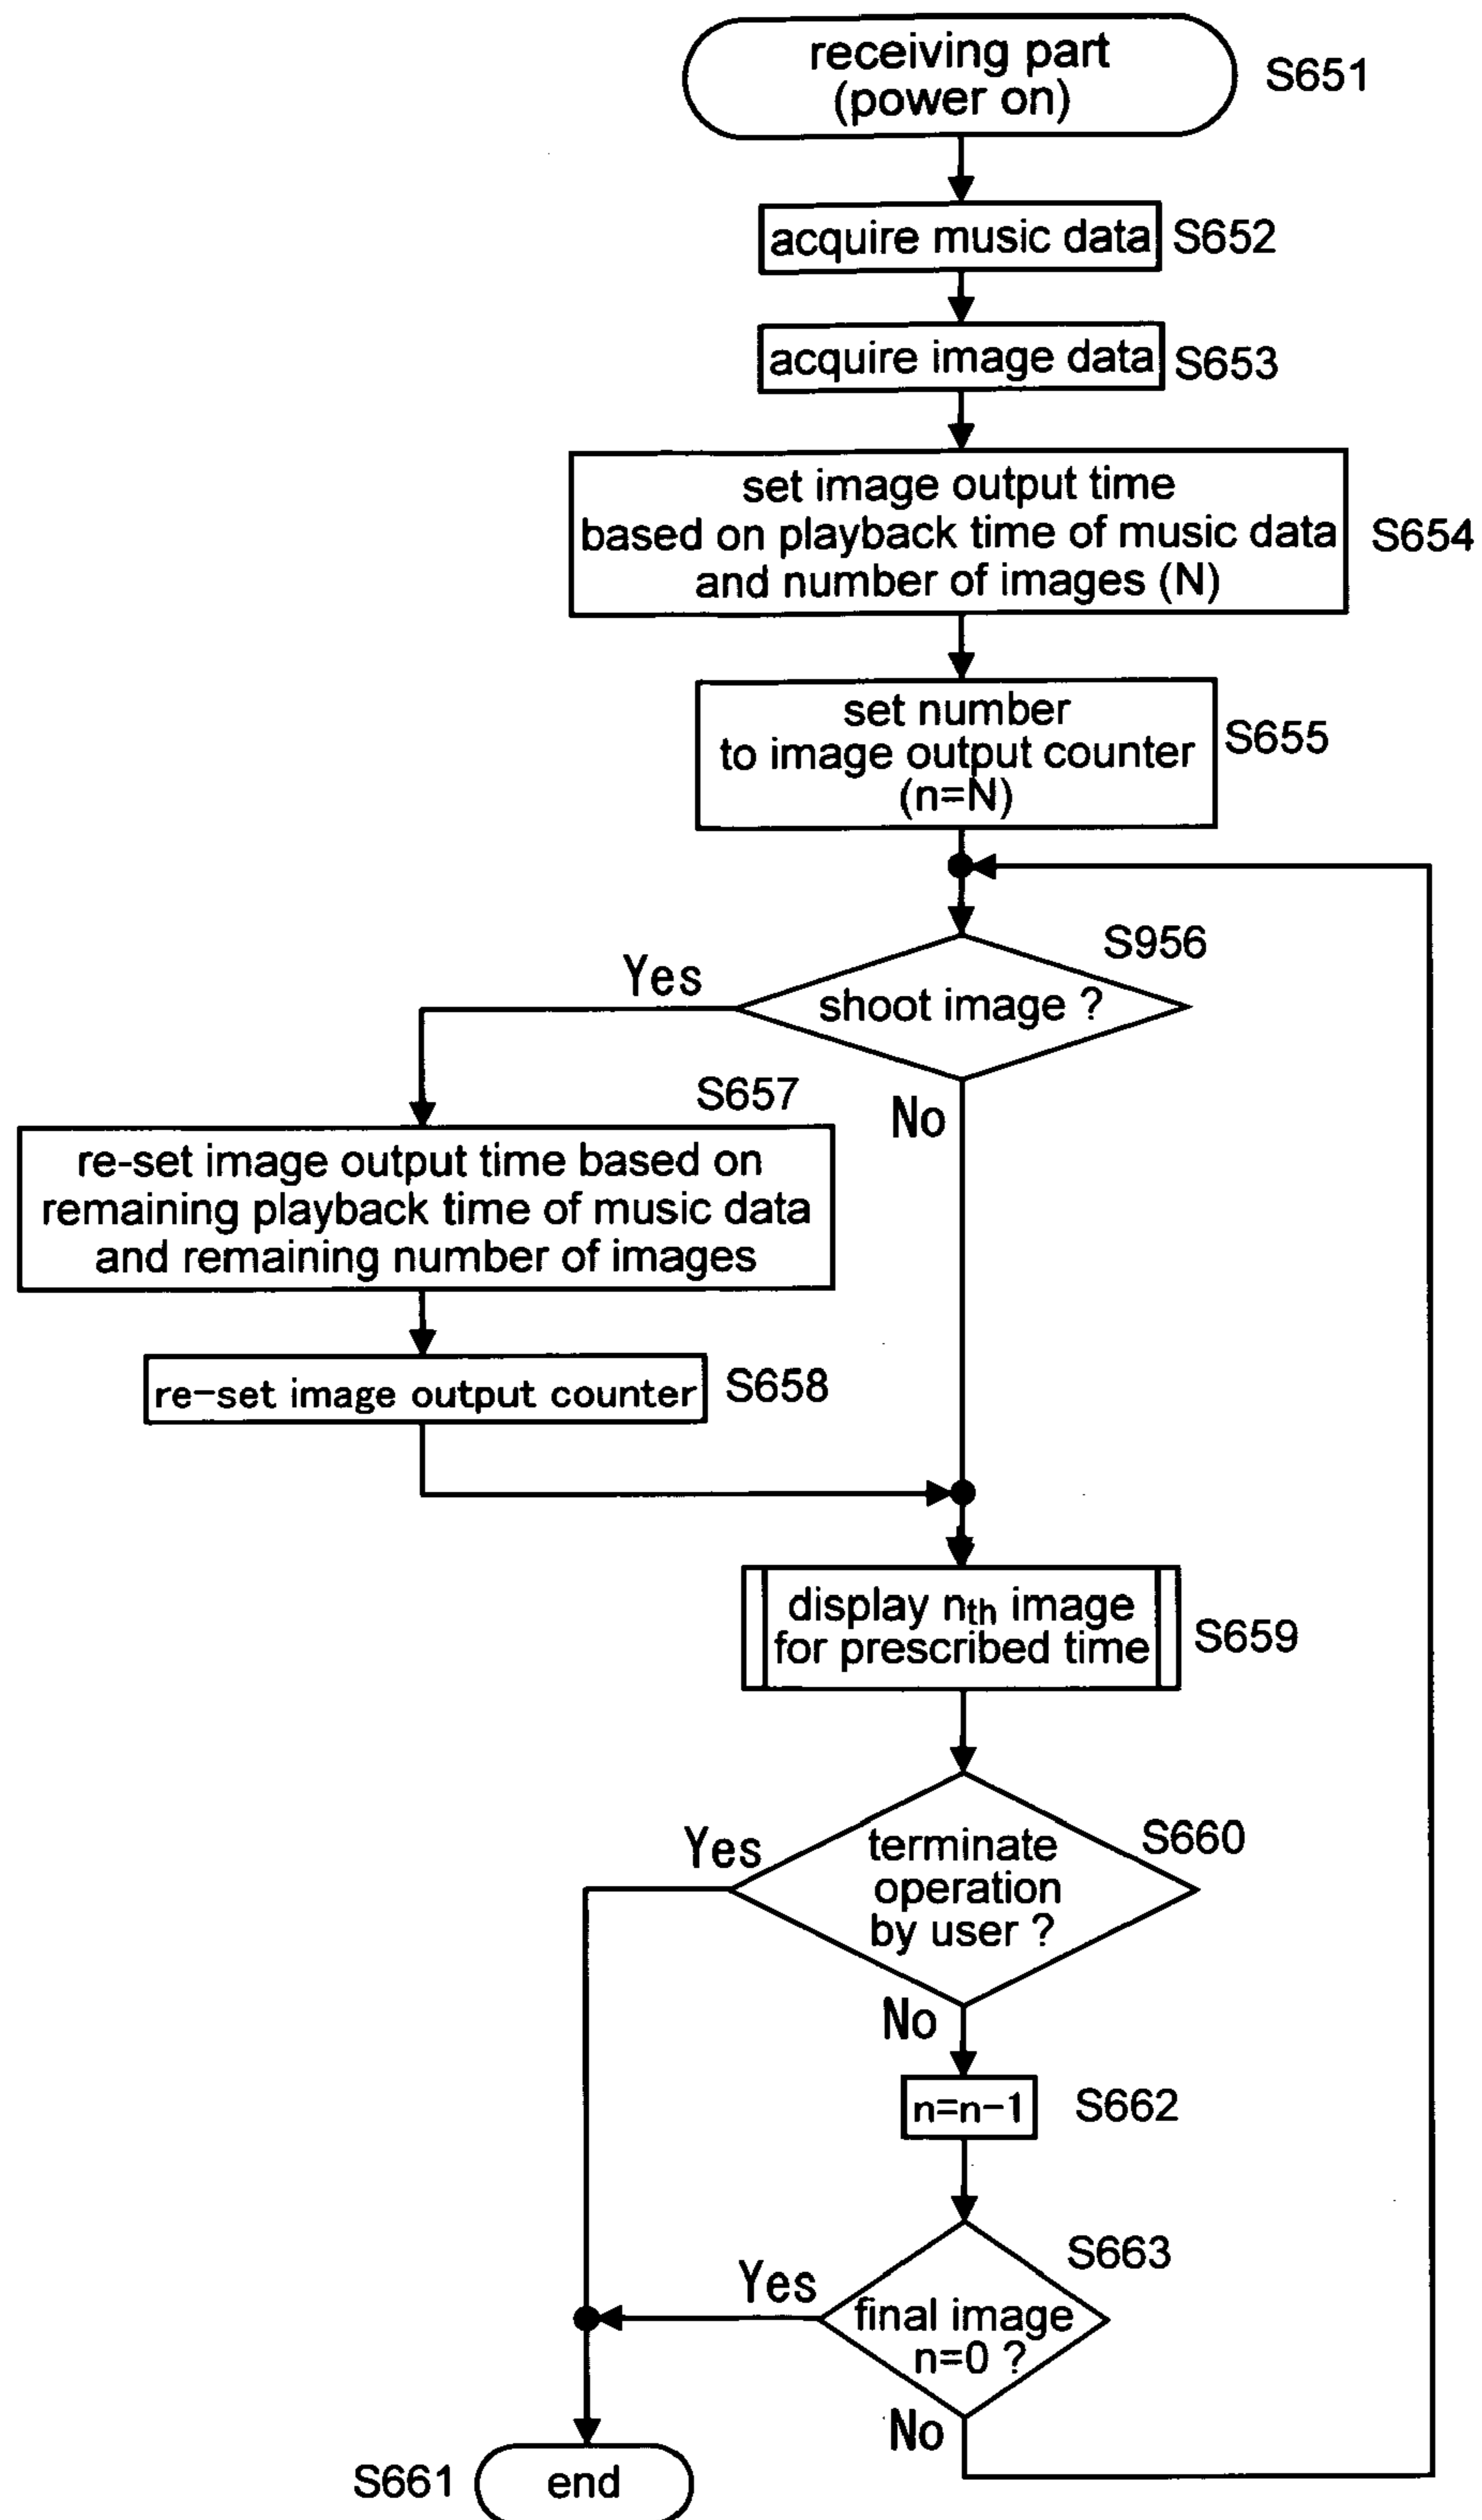 receiving part
(power on)
S651
acquire music data
S652
acquire image data
S653
set image output time
based on playback time of music data
and number of images (N)
S654
set number
to image output counter
(n=N)
S655
S956
shoot image ?
Yes
No
S657
re-set image output time based on
remaining playback time of music data
and remaining number of images
re-set image output counter
S658
display nth image
for prescribed time
S659
terminate
operation
by user ?
S660
Yes
No
n=n-1
S662
S663
final image
n=0 ?
Yes
No
S661
end